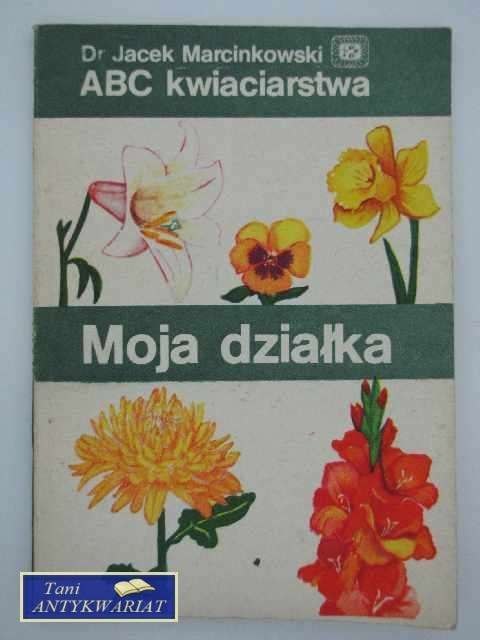 Dr Jacek Marcinkowski
ABC kwiaciarstwa
Moja działka
Tani
ANTYKWARIAT